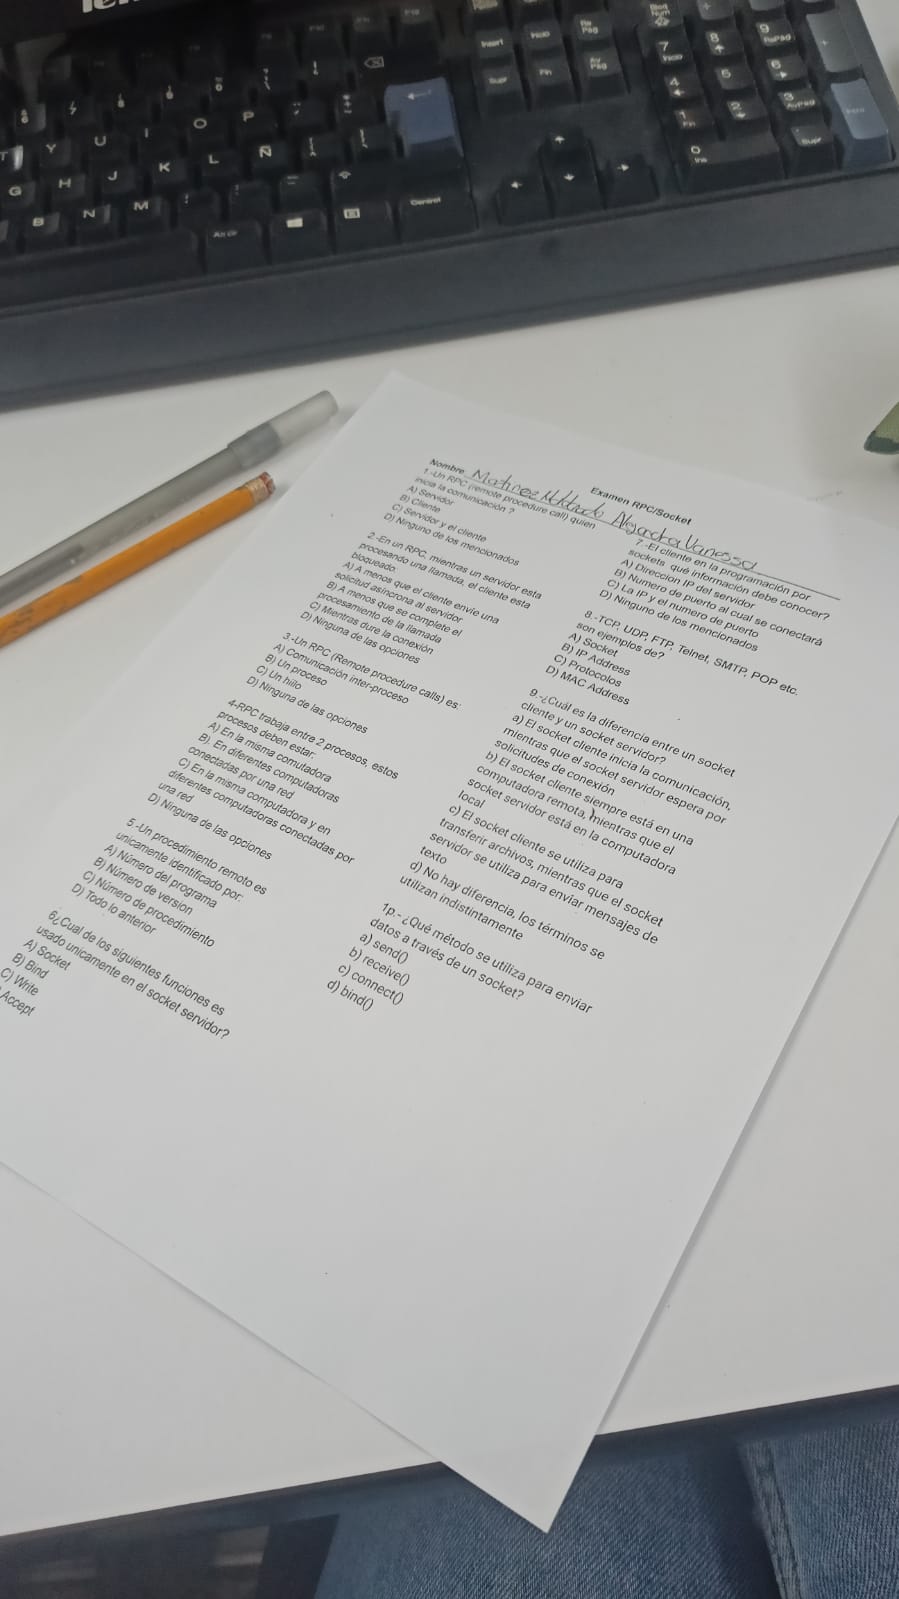 Examen RPC/Socket
Nombre Martinez Maldonado Alejandra Vanessa
1.-Un RPC (remote procedure call) quien
inicia la comunicación ?
A) Servidor
B) Cliente
C) Servidor y el cliente
D) Ninguno de los mencionados
2.-En un RPC, mientras un servidor esta
procesando una llamada, el cliente esta
bloqueado:
A) A menos que el cliente envíe una
solicitud asíncrona al servidor
B) A menos que se complete el
procesamiento de la llamada
C) Mientras dure la conexión
D) Ninguna de las opciones
3.-Un RPC (Remote procedure calls) es:
A) Comunicación inter-proceso
B) Un proceso
C) Un hilo
D) Ninguna de las opciones
4-RPC trabaja entre 2 procesos, estos
procesos deben estar:
A) En la misma comutadora
B). En diferentes computadoras
conectadas por una red
C) En la misma computadora y en
diferentes computadoras conectadas por
una red
D) Ninguna de las opciones
5.-Un procedimiento remoto es
unicamente identificado por:
A) Número del programa
B) Número de version
C) Número de procedimiento
D) Todo lo anterior
6¿Cual de los siguientes funciones es
usado unicamente en el socket servidor?
A) Socket
B) Bind
C) Write
Accept
7.-El cliente en la programación por
sockets qué información debe conocer?
A) Direccion IP del servidor
B) Numero de puerto al cual se conectará
C) La IP y el numero de puerto
D) Ninguno de los mencionados
8.-TCP, UDP, FTP, Telnet, SMTP, POP etc.
son ejemplos de?
A) Socket
B) IP Address
C) Protocolos
D) MAC Address
9.-¿Cuál es la diferencia entre un socket
cliente y un socket servidor?
a) El socket cliente inicia la comunicación,
mientras que el socket servidor espera por
solicitudes de conexión
b) El socket cliente siempre está en una
computadora remota, mientras que el
socket servidor está en la computadora
local
c) El socket cliente se utiliza para
transferir archivos, mientras que el socket
servidor se utiliza para enviar mensajes de
texto
d) No hay diferencia, los términos se
utilizan indistintamente
1p.- ¿Qué método se utiliza para enviar
datos a través de un socket?
a) send()
b) receive()
c) connect()
d) bind()